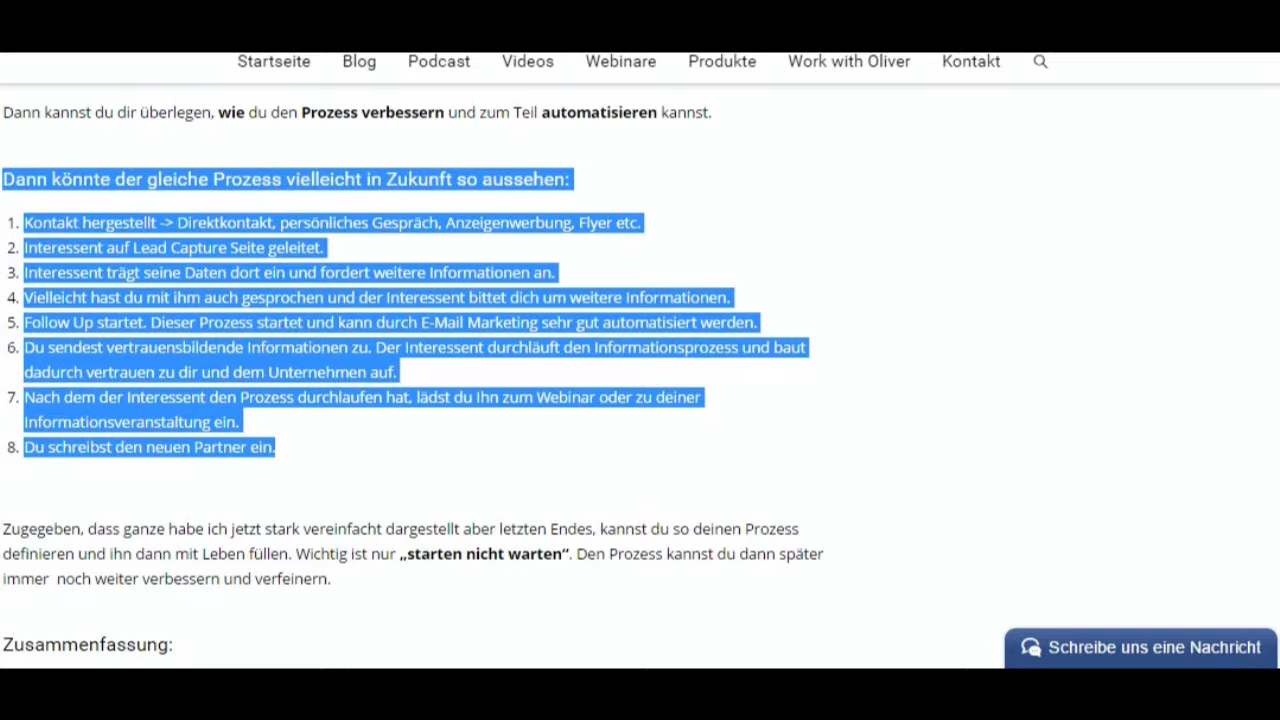 Startseite Blog Podcast Videos Webinare Produkte Work with Oliver Kontakt
Dann kannst du dir überlegen, wie du den Prozess verbessern und zum Teil automatisieren kannst.
Dann könnte der gleiche Prozess vielleicht in Zukunft so aussehen:
1. Kontakt hergestellt -> Direktkontakt, persönliches Gespräch, Anzeigenwerbung, Flyer etc.
2. Interessent auf Lead Capture Seite geleitet.
3. Interessent trägt seine Daten dort ein und fordert weitere Informationen an.
4. Vielleicht hast du mit ihm auch gesprochen und der Interessent bittet dich um weitere Informationen.
5. Follow Up startet. Dieser Prozess startet und kann durch E-Mail Marketing sehr gut automatisiert werden.
6. Du sendest vertrauensbildende Informationen zu. Der Interessent durchläuft den Informationsprozess und baut
dadurch vertrauen zu dir und dem Unternehmen auf.
7. Nach dem der Interessent den Prozess durchlaufen hat, lädst du Ihn zum Webinar oder zu deiner
Informationsveranstaltung ein.
8. Du schreibst den neuen Partner ein.
Zugegeben, dass ganze habe ich jetzt stark vereinfacht dargestellt aber letzten Endes, kannst du so deinen Prozess
definieren und ihn dann mit Leben füllen. Wichtig ist nur „starten nicht warten“. Den Prozess kannst du dann später
immer noch weiter verbessern und verfeinern.
Zusammenfassung:
Schreibe uns eine Nachricht